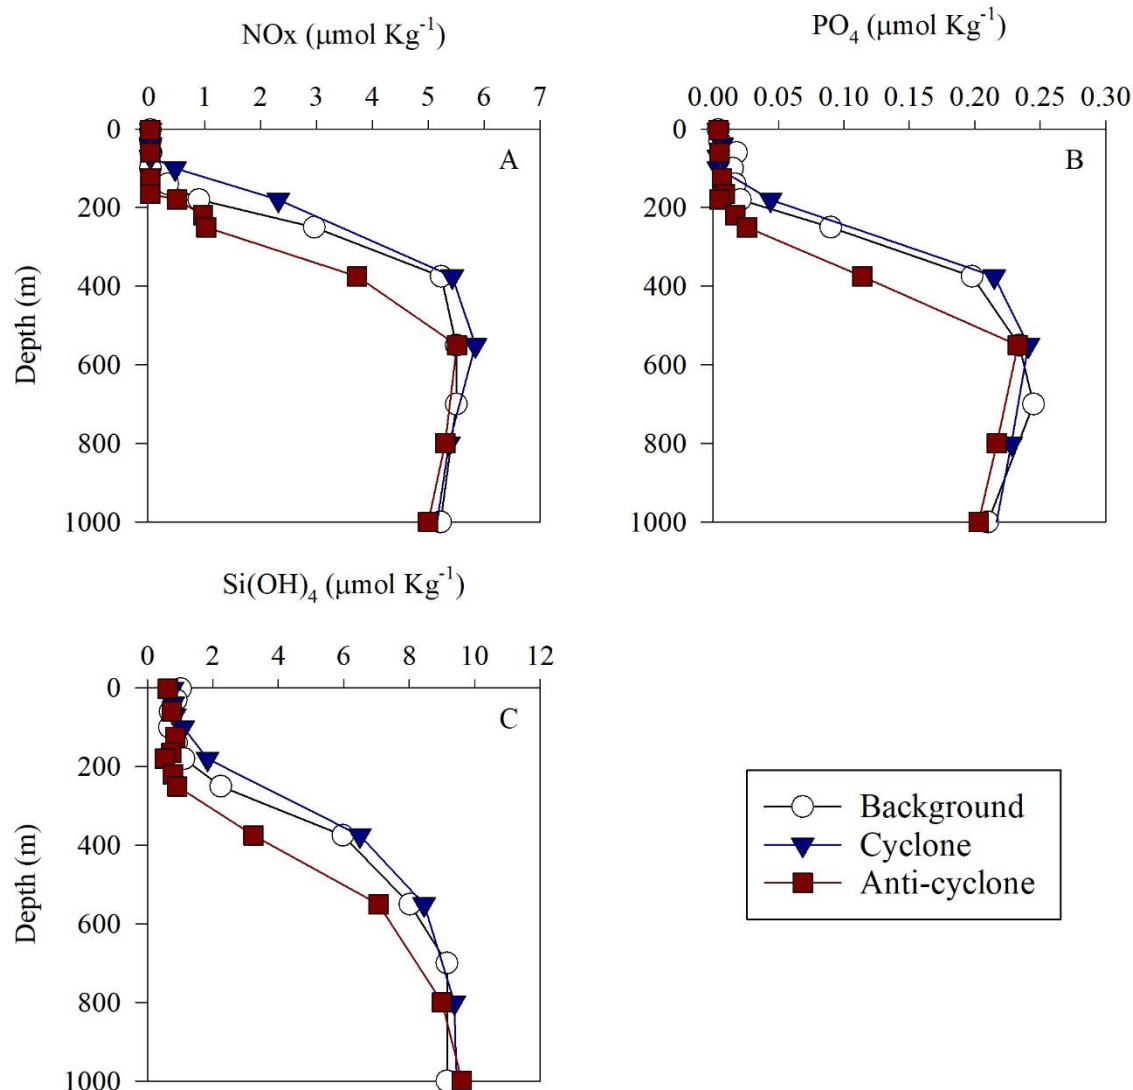 NOx (μmol Kg⁻¹)
0 1 2 3 4 5 6 7
A
Depth (m)
0
200
400
600
800
1000
PO₄ (μmol Kg⁻¹)
0.00 0.05 0.10 0.15 0.20 0.25 0.30
B
0
200
400
600
800
1000
Si(OH)₄ (μmol Kg⁻¹)
0 2 4 6 8 10 12
C
Depth (m)
0
200
400
600
800
1000
Background
Cyclone
Anti-cyclone